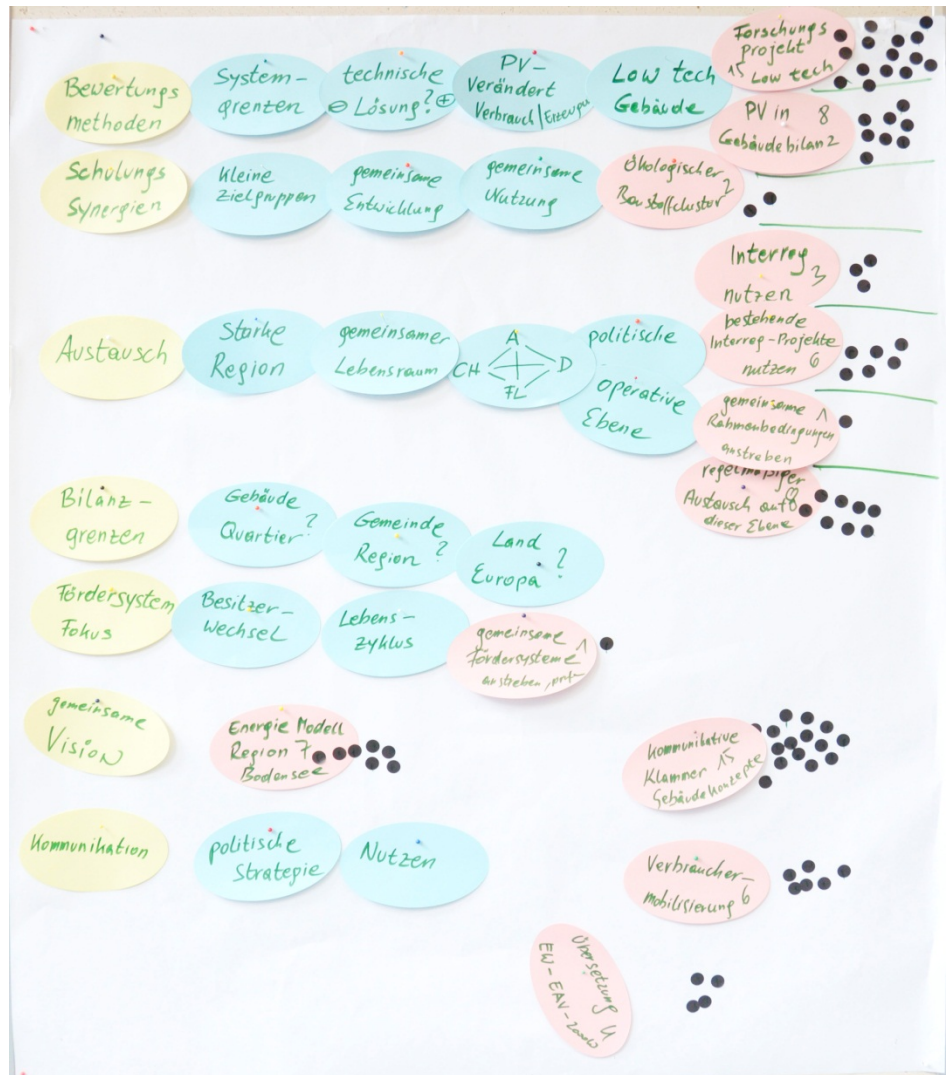 Bewertungs
methoden
System-
grenzen
technische
⊖ Lösung? ⊕
PV-
Verändert
Verbrauch/Erzeugu
Low tech
Gebäude
Forschungs
projekt
15 Low tech
PV in 8
Gebäudebilanz
Schulungs
Synergien
kleine
Zielgruppen
gemeinsame
Entwicklung
gemeinsame
Nutzung
Ökologischer
Baustoffcluster 2
Interreg
nutzen 3
Austausch
Starke
Region
gemeinsamer
Lebensraum
A
CH D
FL
politische
operative
Ebene
bestehende
Interreg-Projekte
nutzen 6
gemeinsame 1
Rahmenbedingungen
anstreben
regelmäßiger
Austausch auf 8
dieser Ebene
Bilanz-
grenzen
Gebäude
Quartier?
Gemeinde
Region?
Land
Europa?
Fördersystem
Fokus
Besitzer-
Wechsel
Lebens-
zyklus
gemeinsame 1
Fördersysteme
anstreben,
gemeinsame
Vision
Energie Modell
Region 7
Bodensee
kommunikative
Klammer 15
Gebäudekonzepte
Kommunikation
politische
Strategie
Nutzen
Verbraucher-
mobilisierung 6
Übersetzung 4
EW-EAV-